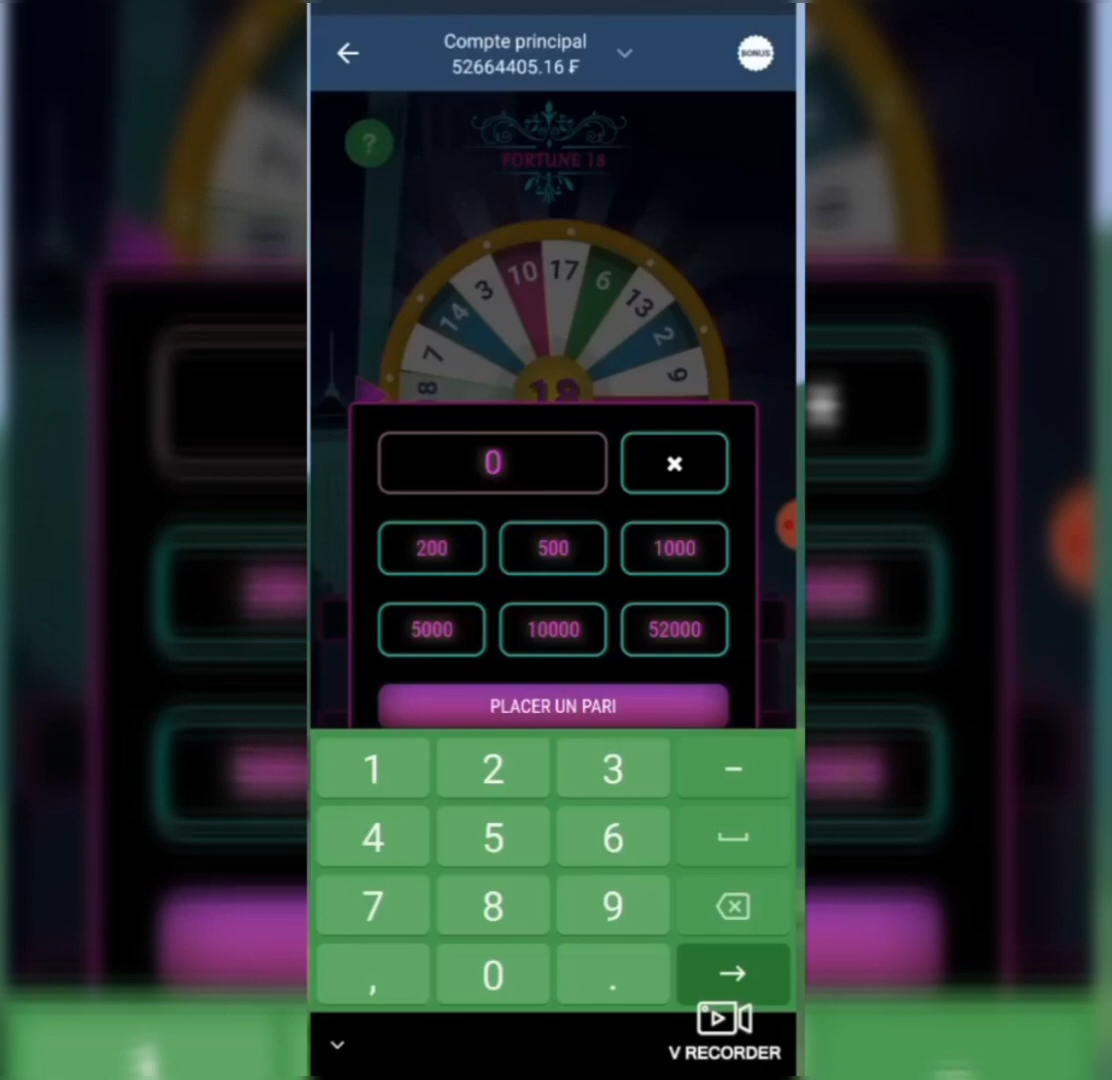 Compte principal
52664405.16 ₣
BONUS
?
FORTUNE 18
10 17 6
3 13
14 2
7 9
8
18
0 ×
200 500 1000
5000 10000 52000
PLACER UN PARI
1 2 3 -
4 5 6
7 8 9
, 0 .
V RECORDER